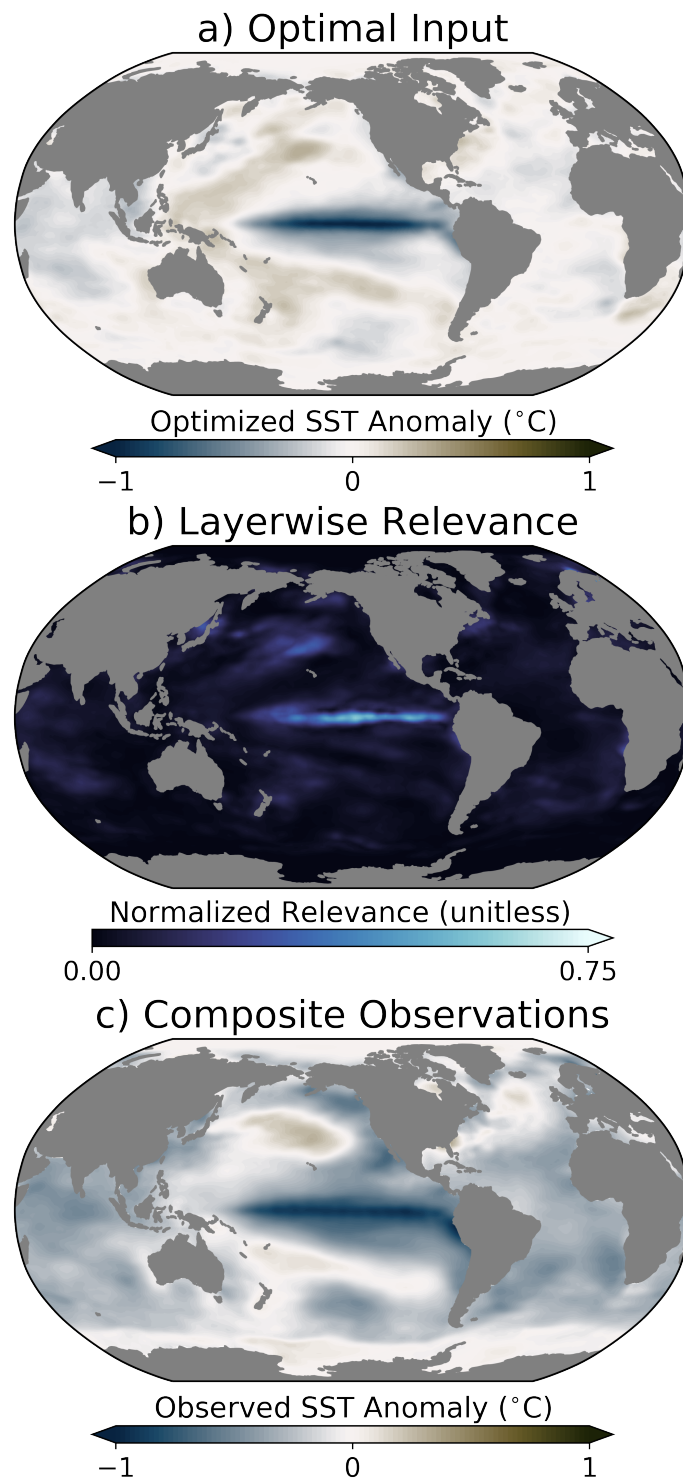 a) Optimal Input
Optimized SST Anomaly (°C)
−1 0 1
b) Layerwise Relevance
Normalized Relevance (unitless)
0.00 0.75
c) Composite Observations
Observed SST Anomaly (°C)
−1 0 1